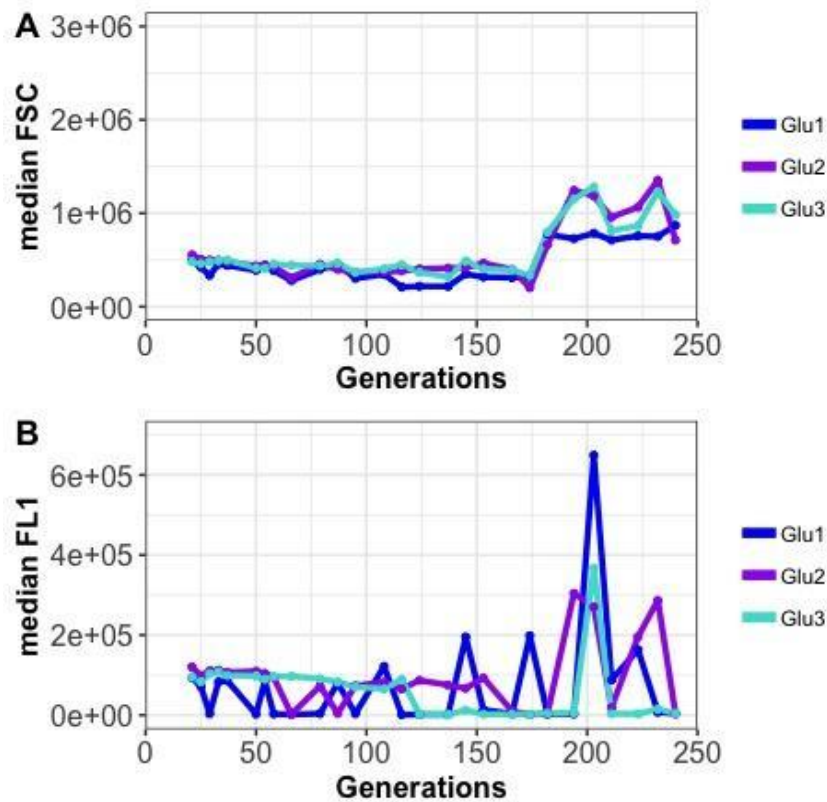 A
median FSC
3e+06
2e+06
1e+06
0e+00
0 50 100 150 200 250
Generations
Glu1
Glu2
Glu3
B
median FL1
6e+05
4e+05
2e+05
0e+00
0 50 100 150 200 250
Generations
Glu1
Glu2
Glu3